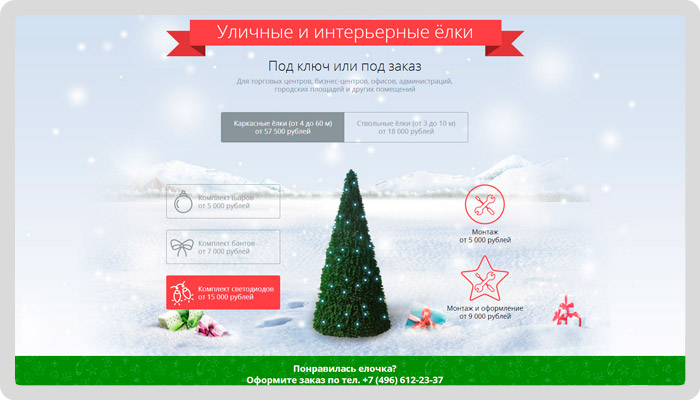 Уличные и интерьерные ёлки
Под ключ или под заказ
Для торговых центров, бизнес-центров, офисов, администраций,
городских площадей и других помещений
Каркасные ёлки (от 4 до 60 м)
от 57 500 рублей
Ствольные ёлки (от 3 до 10 м)
от 18 000 рублей
Комплект шаров
от 5 000 рублей
Комплект бантов
от 7 000 рублей
Комплект светодиодов
от 15 000 рублей
Монтаж
от 5 000 рублей
Монтаж и оформление
от 9 000 рублей
Понравилась елочка?
Оформите заказ по тел. +7 (496) 612-23-37